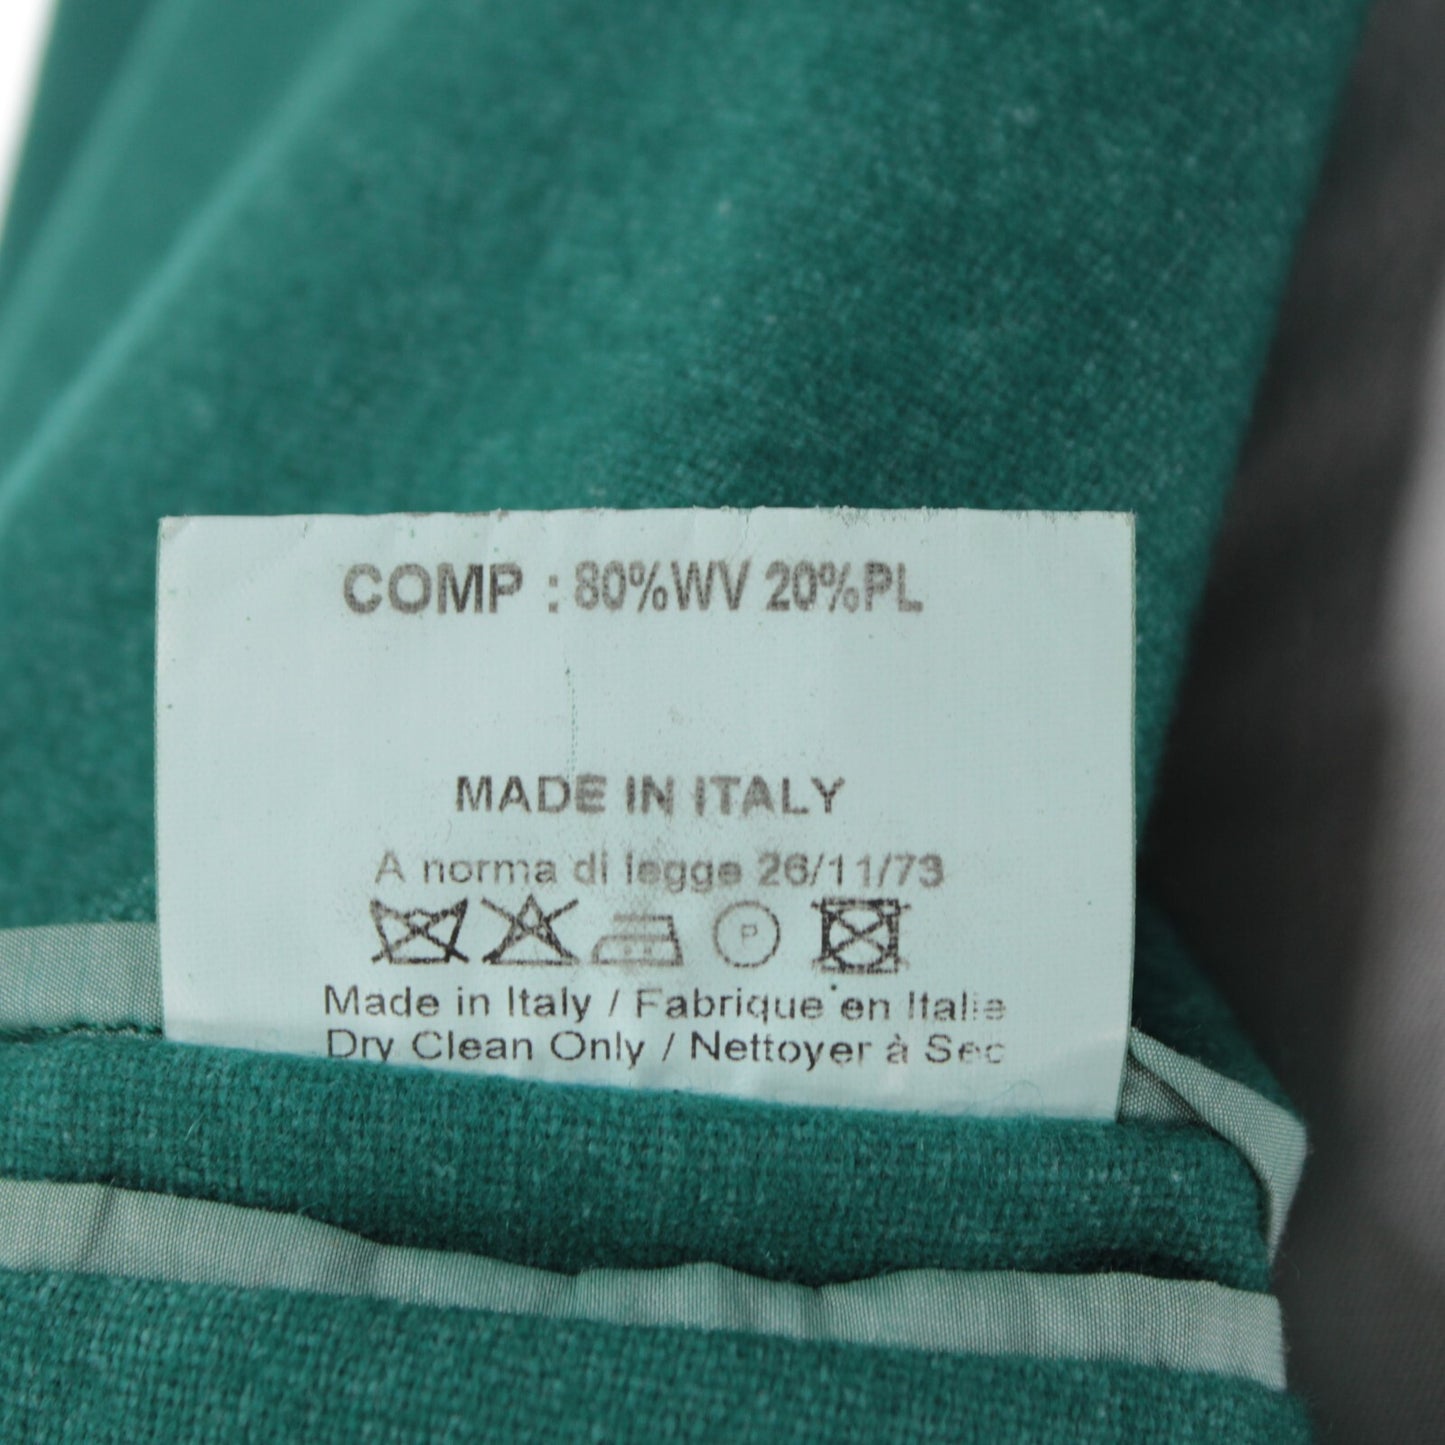 COMP : 80%WV 20%PL
MADE IN ITALY
A norma di legge 26/11/73
P
Made in Italy / Fabrique en Italie
Dry Clean Only / Nettoyer à Sec